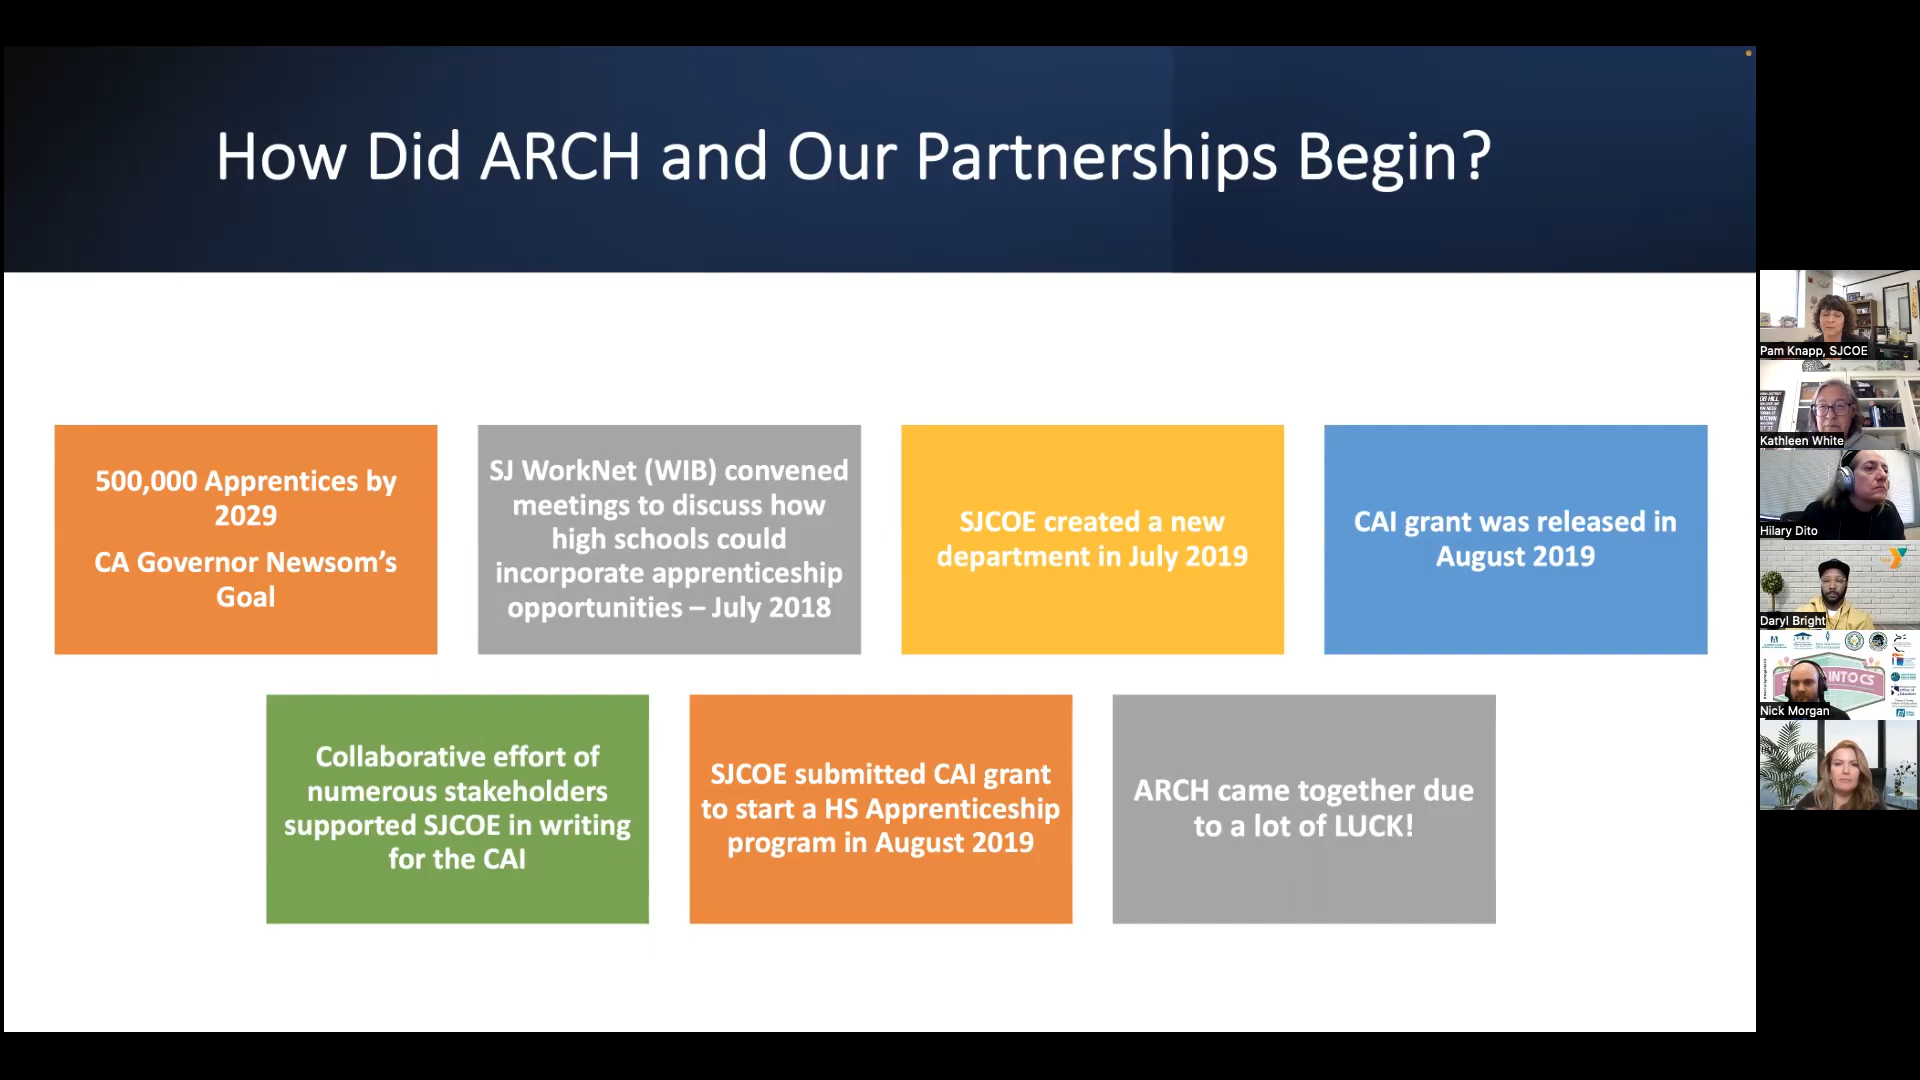 How Did ARCH and Our Partnerships Begin?
500,000 Apprentices by
2029
CA Governor Newsom's
Goal
SJ WorkNet (WIB) convened
meetings to discuss how
high schools could
incorporate apprenticeship
opportunities – July 2018
SJCOE created a new
department in July 2019
CAI grant was released in
August 2019
Collaborative effort of
numerous stakeholders
supported SJCOE in writing
for the CAI
SJCOE submitted CAI grant
to start a HS Apprenticeship
program in August 2019
ARCH came together due
to a lot of LUCK!
Pam Knapp, SJCOE
Kathleen White
Hilary Dito
Daryl Bright
INTO CS
Nick Morgan